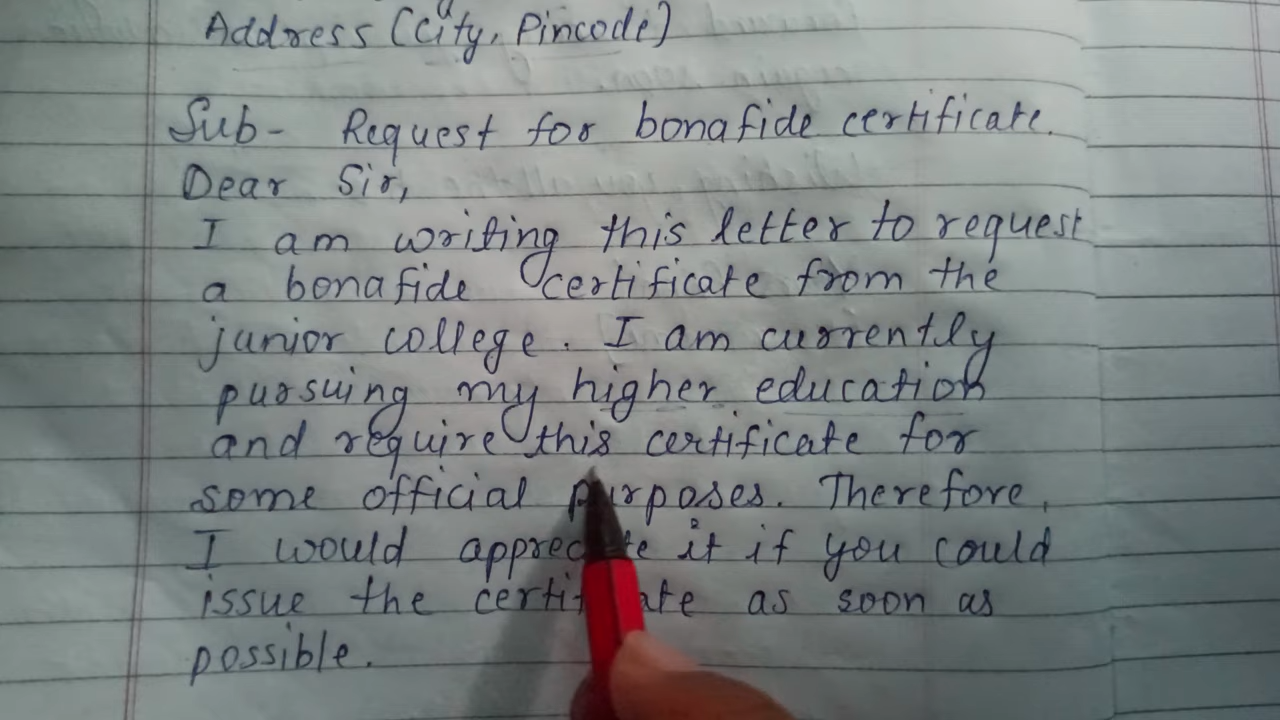 Address (City, Pincode)
Sub- Request for bonafide certificate.
Dear Sir,
I am writing this letter to request
a bonafide certificate from the
junior college. I am currently
pursuing my higher education
and require this certificate for
some official purposes. Therefore,
I would appreciate it if you could
issue the certificate as soon as
possible.